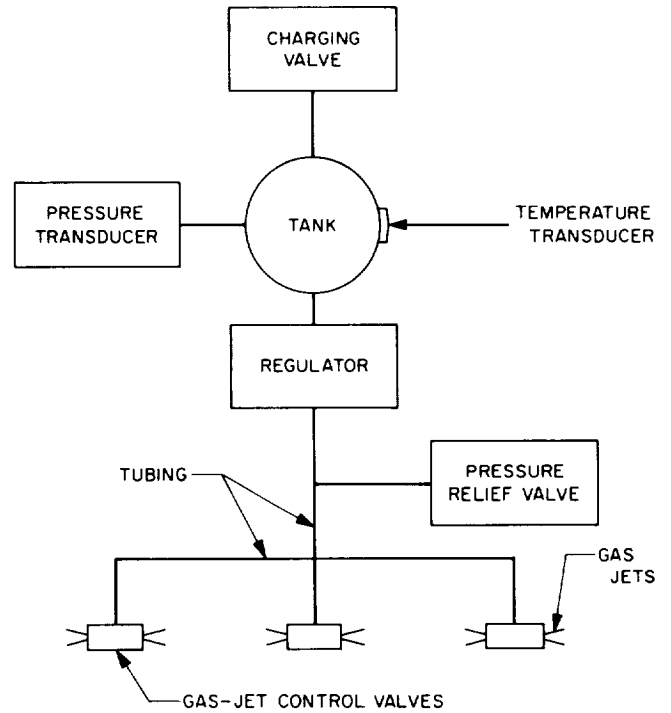 CHARGING
VALVE
PRESSURE
TRANSDUCER
TANK
TEMPERATURE
TRANSDUCER
REGULATOR
TUBING
PRESSURE
RELIEF VALVE
GAS
JETS
GAS-JET CONTROL VALVES